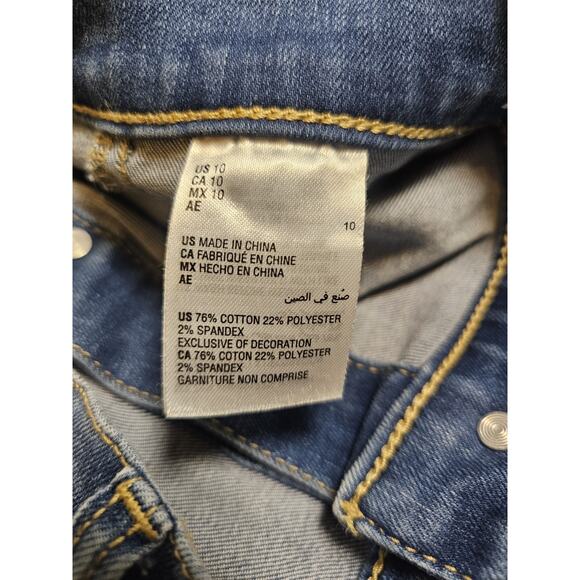 US 10
CA 10
MX 10
AE
10
US MADE IN CHINA
CA FABRIQUÉ EN CHINE
MX HECHO EN CHINA
AE
صُنع في الصين
US 76% COTTON 22% POLYESTER
2% SPANDEX
EXCLUSIVE OF DECORATION
CA 76% COTON 22% POLYESTER
2% SPANDEX
GARNITURE NON COMPRISE